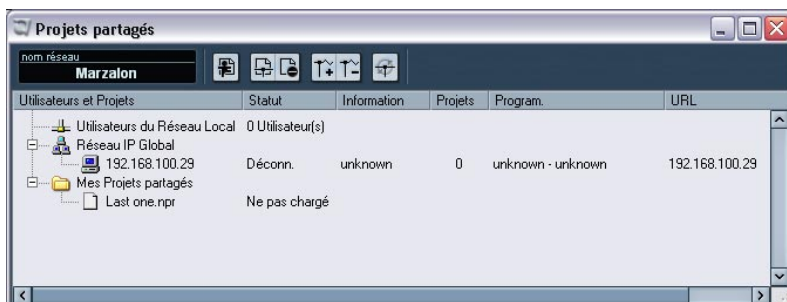 Projets partagés
nom réseau
Marzalon
Utilisateurs et Projets Statut Information Projets Program. URL
Utilisateurs du Réseau Local 0 Utilisateur(s)
Réseau IP Global
192.168.100.29 Déconn. unknown 0 unknown - unknown 192.168.100.29
Mes Projets partagés
Last one.npr Ne pas chargé